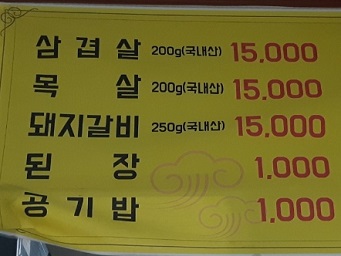 삼겹살 200g(국내산) 15,000
목살 200g(국내산) 15,000
돼지갈비 250g(국내산) 15,000
된장 1,000
공기밥 1,000